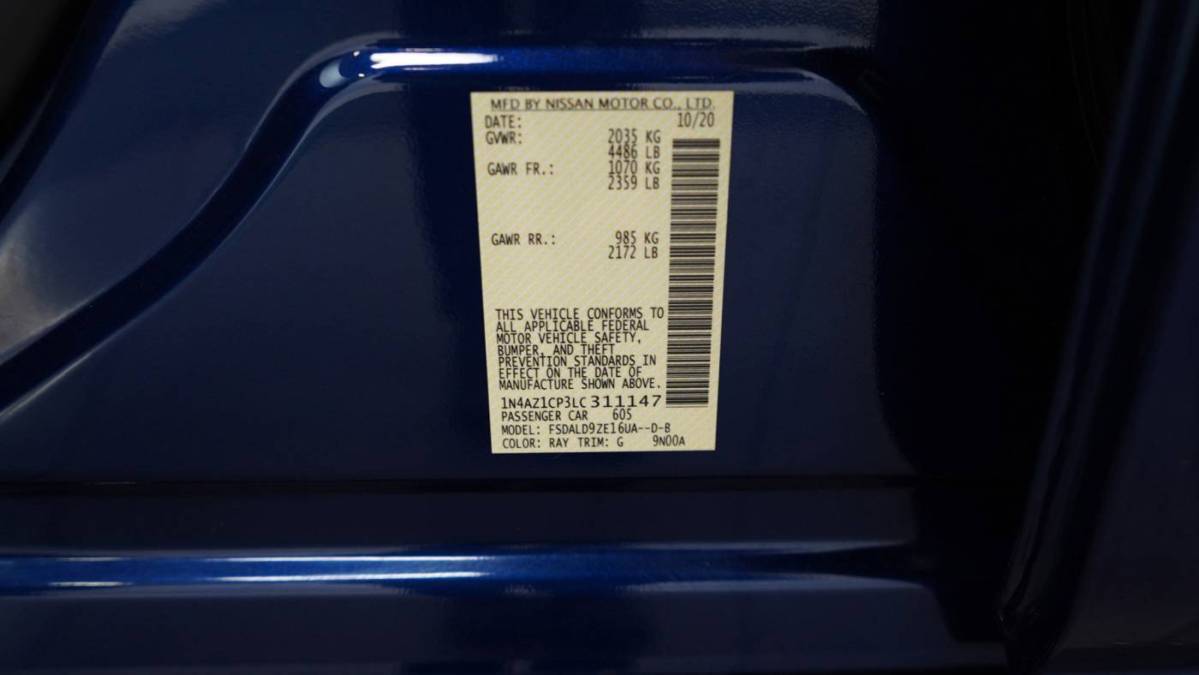 MFD BY NISSAN MOTOR CO., LTD.
DATE: 10/20
GVWR: 2035 KG
4486 LB
GAWR FR.: 1070 KG
2359 LB
GAWR RR.: 985 KG
2172 LB
THIS VEHICLE CONFORMS TO
ALL APPLICABLE FEDERAL
MOTOR VEHICLE SAFETY,
BUMPER, AND THEFT
PREVENTION STANDARDS IN
EFFECT ON THE DATE OF
MANUFACTURE SHOWN ABOVE.
1N4AZ1CP3LC311147
PASSENGER CAR 605
MODEL: FSDALD9ZE16UA--D-B
COLOR: RAY TRIM: G 9N00A